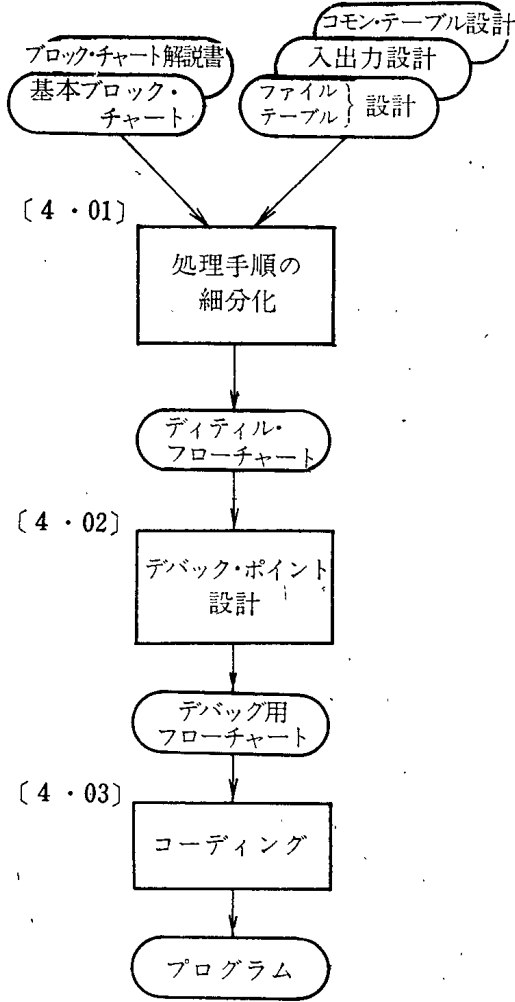 ブロック・チャート解説書
基本ブロック・
チャート
コモン・テーブル設計
入出力設計
ファイル
テーブル } 設計
〔4・01〕
処理手順の
細分化
ディティル・
フローチャート
〔4・02〕
デバック・ポイント
設計
デバッグ用
フローチャート
〔4・03〕
コーディング
プログラム